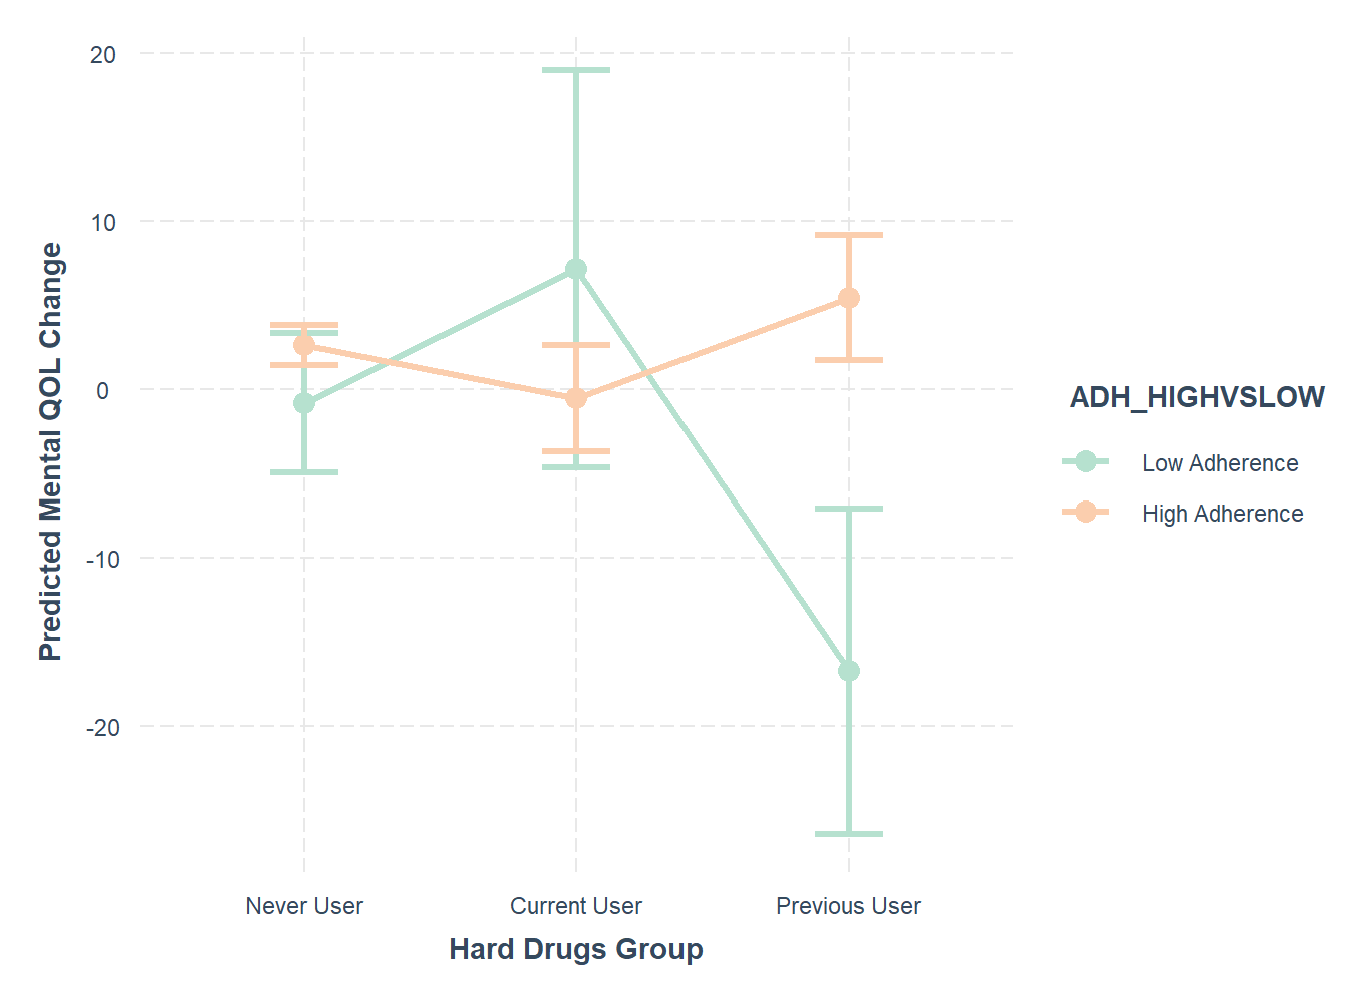 20
10
0
-10
-20
Predicted Mental QOL Change
Never User
Current User
Previous User
Hard Drugs Group
ADH_HIGHVSLOW
Low Adherence
High Adherence